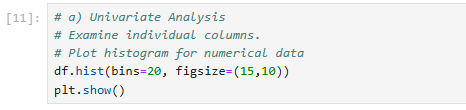 [11]:
# a) Univariate Analysis
# Examine individual columns.
# Plot histogram for numerical data
df.hist(bins=20, figsize=(15,10))
plt.show()